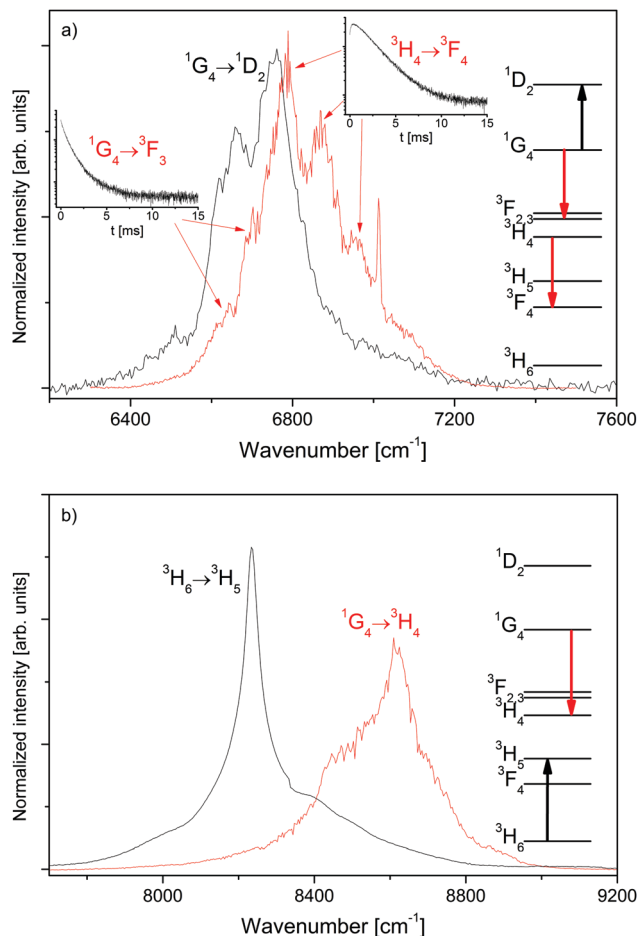 a)
¹G₄→¹D₂
³H₄→³F₄
0 5 10 15
t [ms]
¹G₄→³F₃
0 5 10 15
t [ms]
¹D₂
¹G₄
³F₂,₃
³H₄
³H₅
³F₄
³H₆
Normalized intensity [arb. units]
6400 6800 7200 7600
Wavenumber [cm⁻¹]
b)
³H₆→³H₅
¹G₄→³H₄
¹D₂
¹G₄
³F₂,₃
³H₄
³H₅
³F₄
³H₆
Normalized intensity [arb. units]
8000 8400 8800 9200
Wavenumber [cm⁻¹]